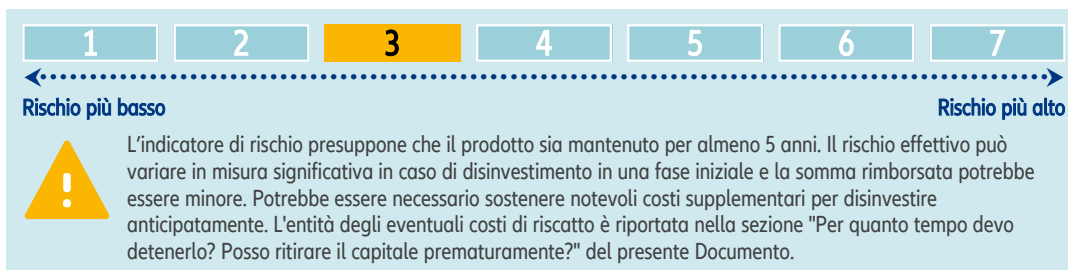 1 2 3 4 5 6 7
Rischio più basso Rischio più alto
L'indicatore di rischio presuppone che il prodotto sia mantenuto per almeno 5 anni. Il rischio effettivo può
variare in misura significativa in caso di disinvestimento in una fase iniziale e la somma rimborsata potrebbe
essere minore. Potrebbe essere necessario sostenere notevoli costi supplementari per disinvestire
anticipatamente. L'entità degli eventuali costi di riscatto è riportata nella sezione "Per quanto tempo devo
detenerlo? Posso ritirare il capitale prematuramente?" del presente Documento.